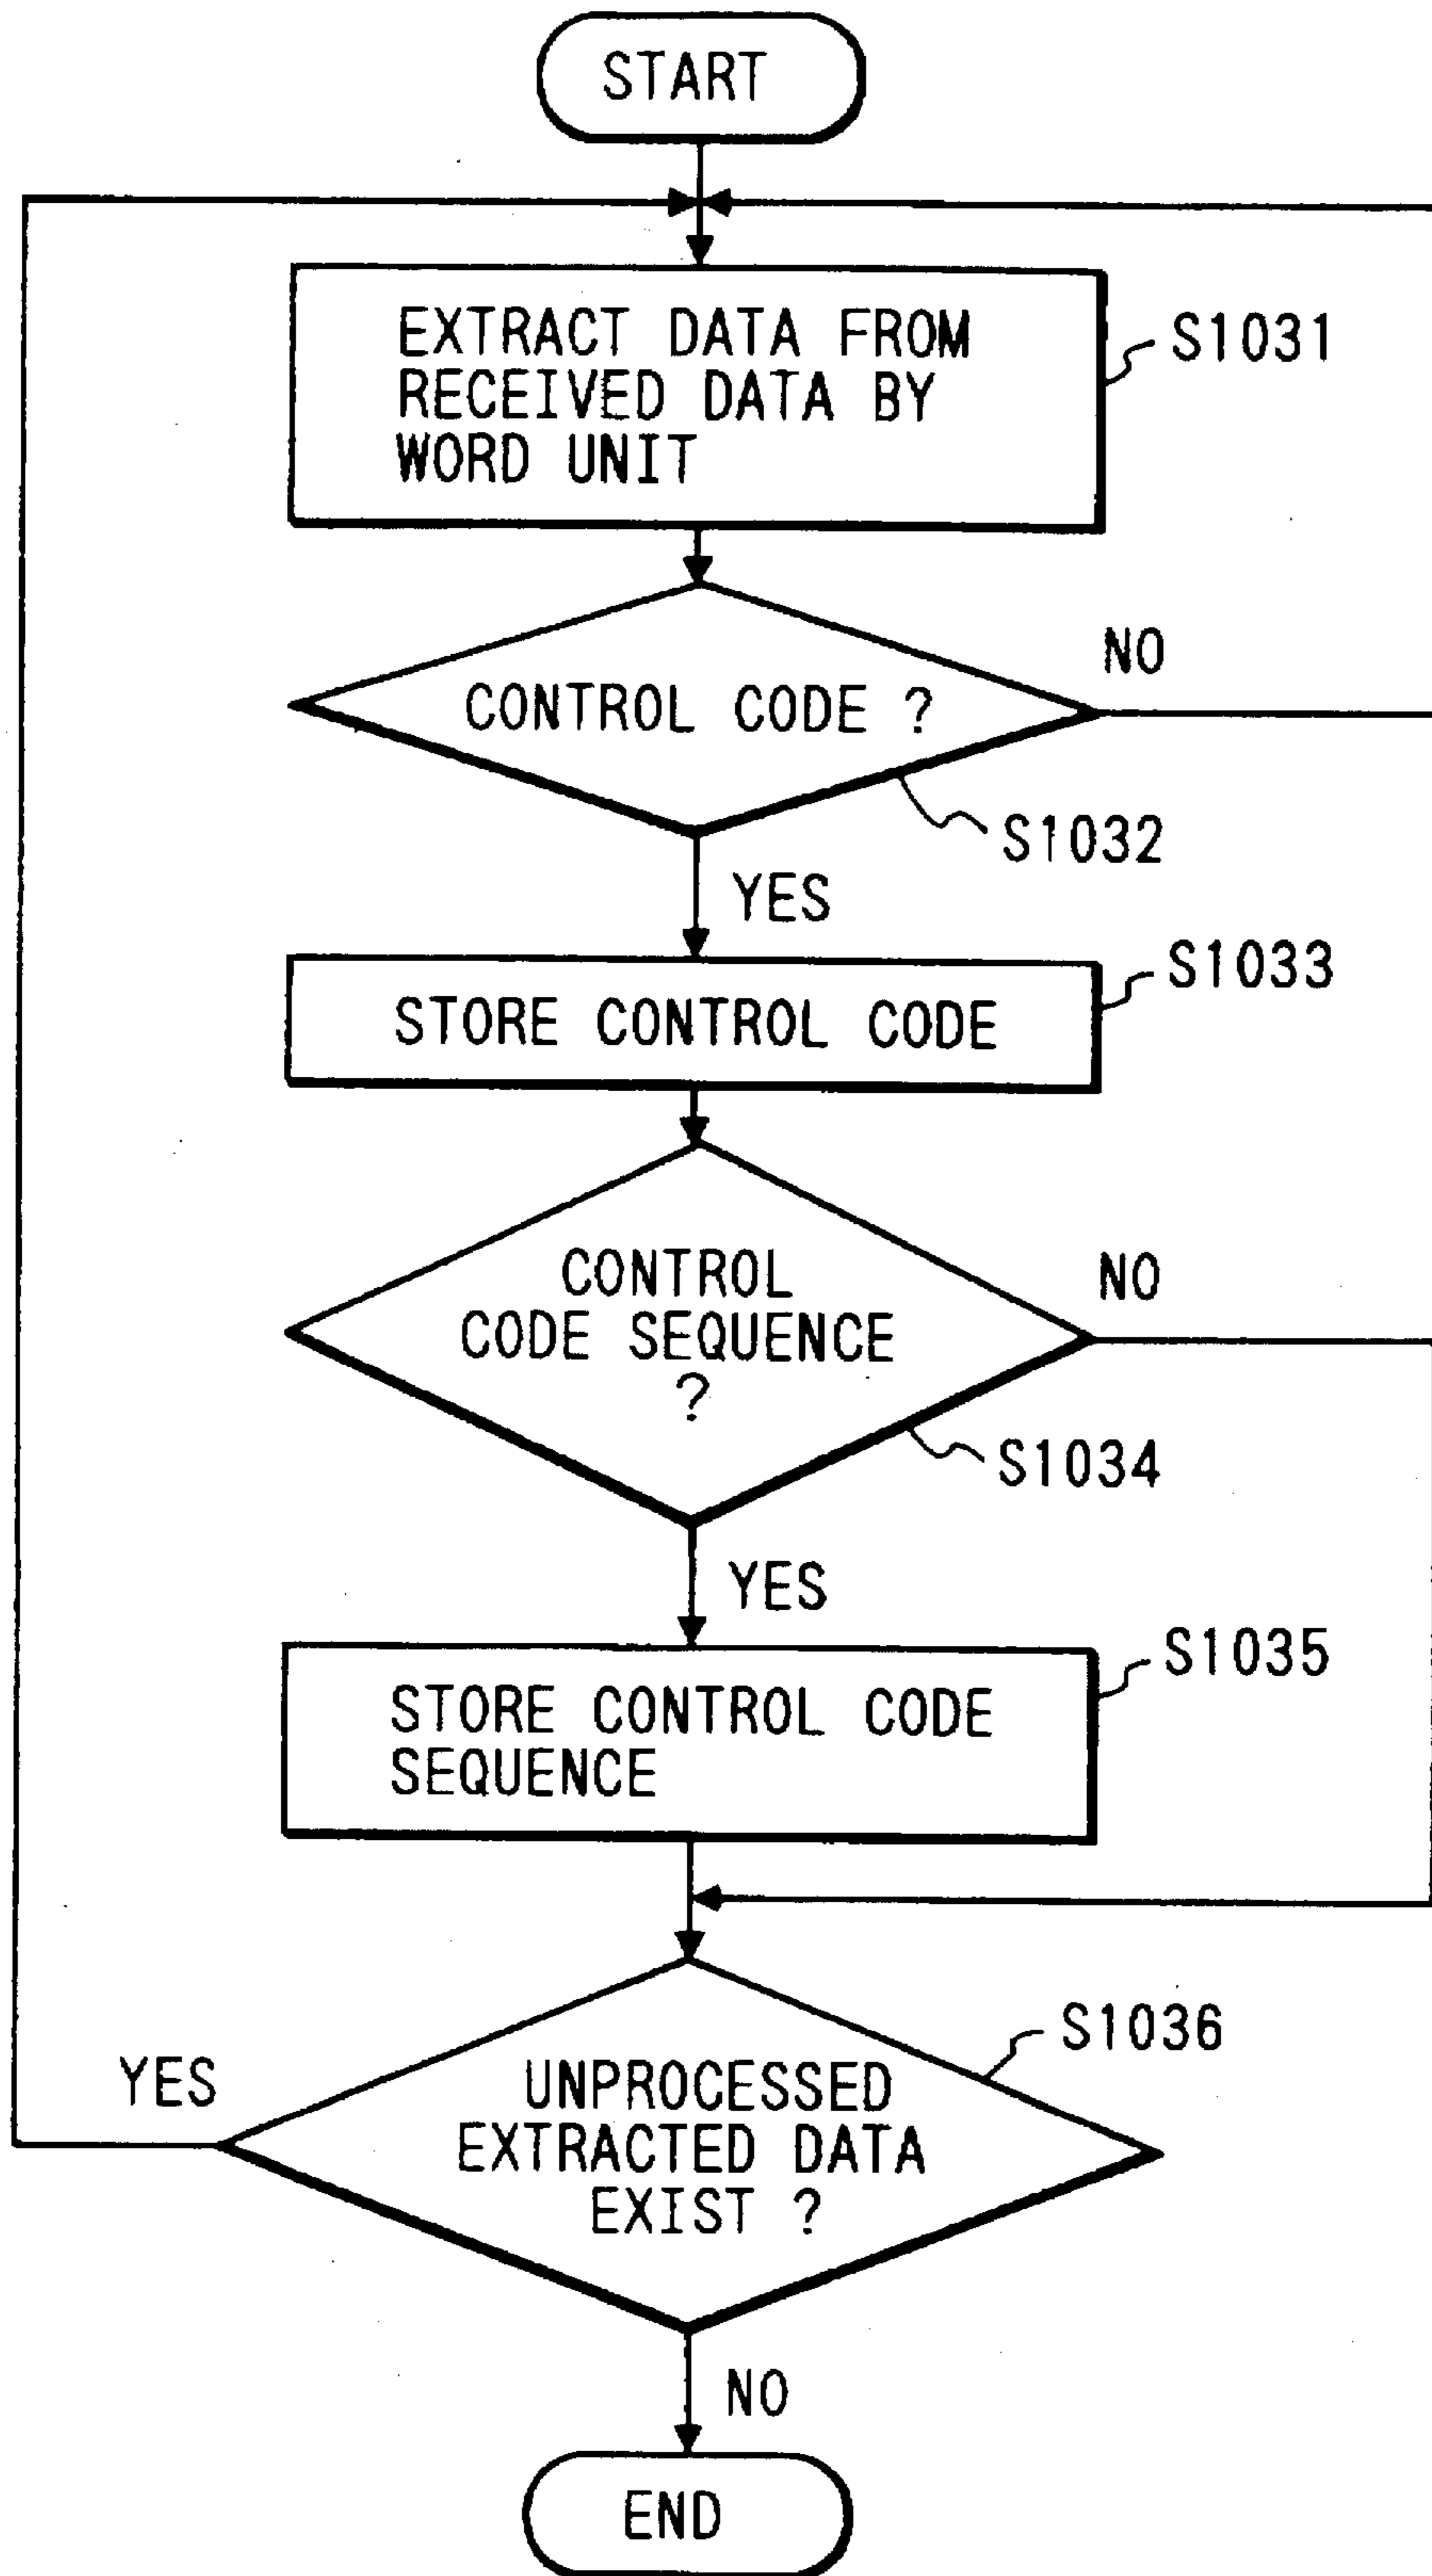 START
EXTRACT DATA FROM
RECEIVED DATA BY
WORD UNIT
S1031
CONTROL CODE ?
NO
S1032
YES
STORE CONTROL CODE
S1033
CONTROL
CODE SEQUENCE
?
NO
S1034
YES
STORE CONTROL CODE
SEQUENCE
S1035
UNPROCESSED
EXTRACTED DATA
EXIST ?
S1036
YES
NO
END